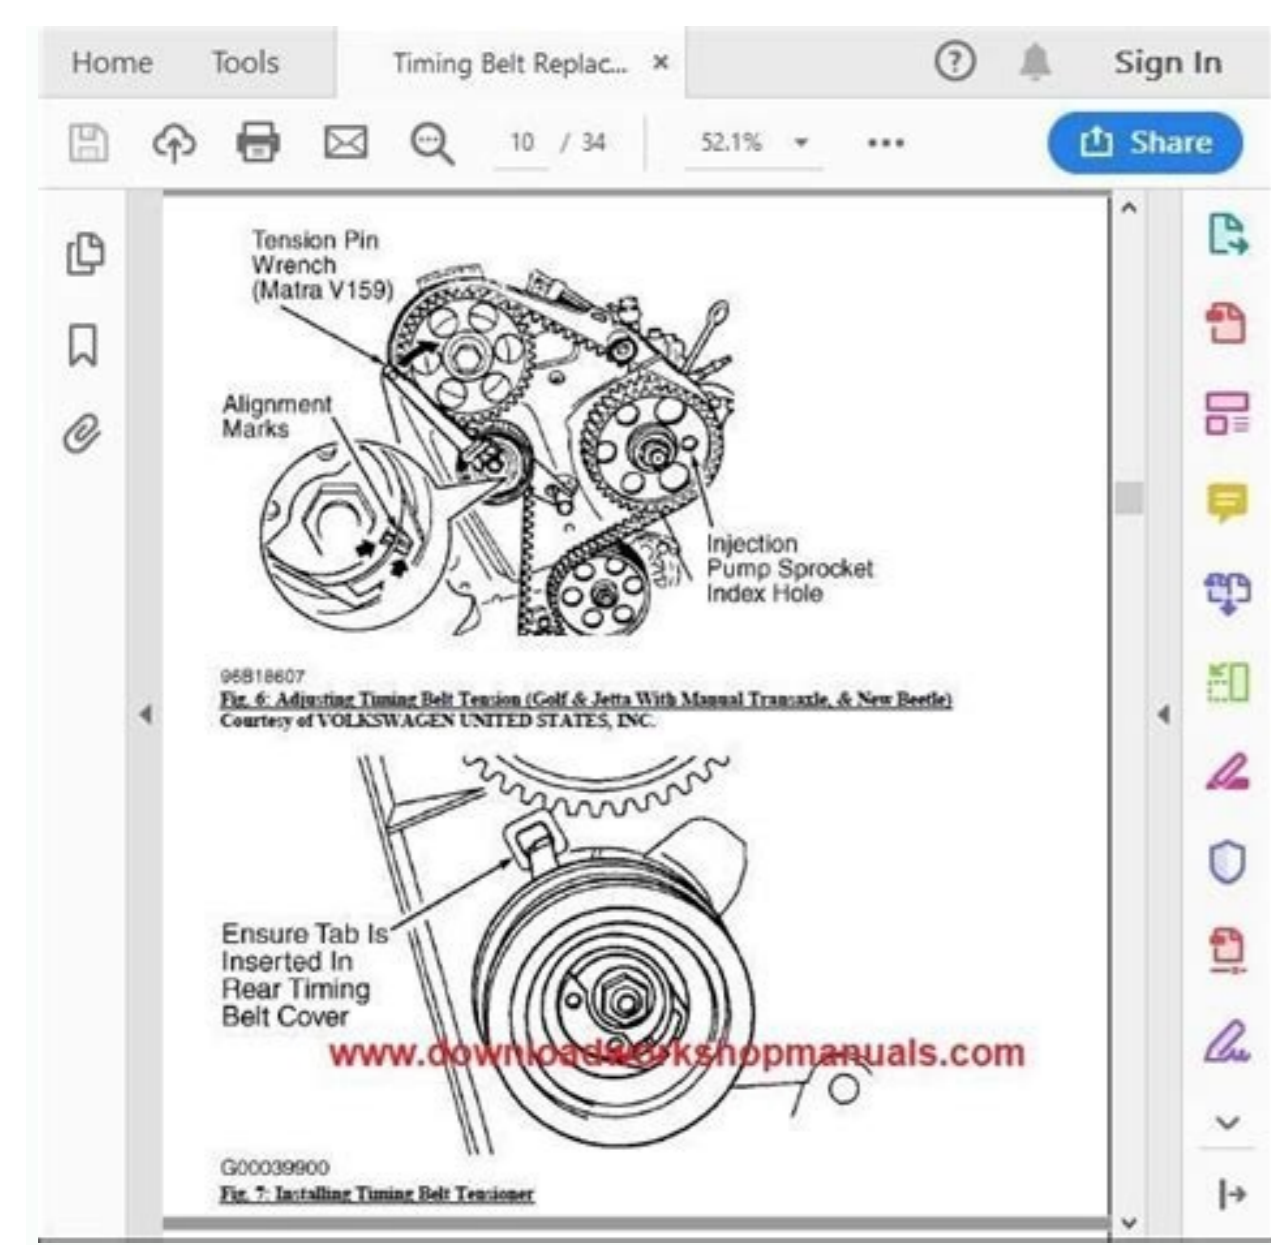 Home Tools Timing Belt Replac... × ? Sign In
10 / 34 52.1% ... Share
Tension Pin
Wrench
(Matra V159)
Alignment
Marks
Injection
Pump Sprocket
Index Hole
96B18607
Fig. 6: Adjusting Timing Belt Tension (Golf & Jetta With Manual Transaxle, & New Beetle)
Courtesy of VOLKSWAGEN UNITED STATES, INC.
Ensure Tab Is
Inserted In
Rear Timing
Belt Cover
www.downloadworkshopmanuals.com
G00039900
Fig. 7: Installing Timing Belt Tensioner